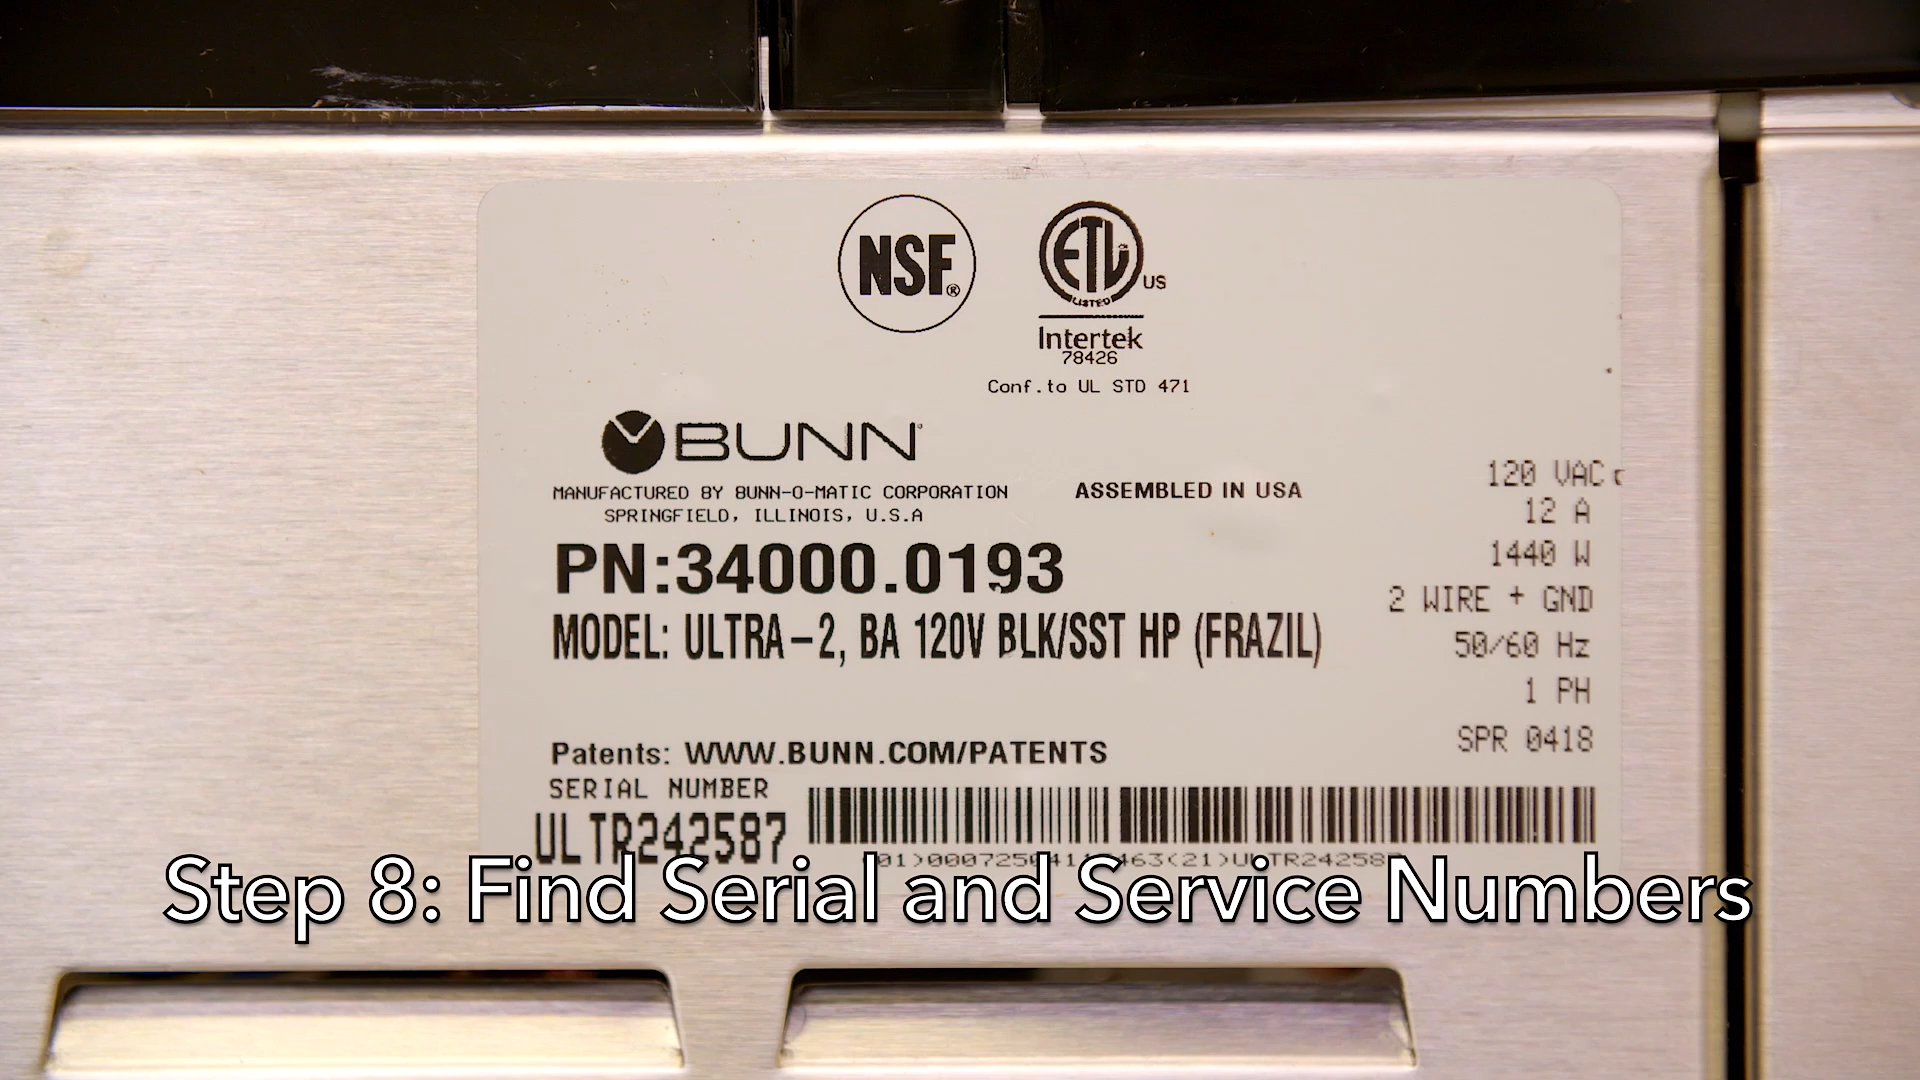 NSF®
ETL US
LISTED
Intertek
78426
Conf.to UL STD 471
BUNN®
MANUFACTURED BY BUNN-O-MATIC CORPORATION
SPRINGFIELD, ILLINOIS, U.S.A
ASSEMBLED IN USA
PN:34000.0193
MODEL: ULTRA-2, BA 120V BLK/SST HP (FRAZIL)
120 VAC
12 A
1440 W
2 WIRE + GND
50/60 Hz
1 PH
SPR 0418
Patents: WWW.BUNN.COM/PATENTS
SERIAL NUMBER
ULTR242587
Step 8: Find Serial and Service Numbers